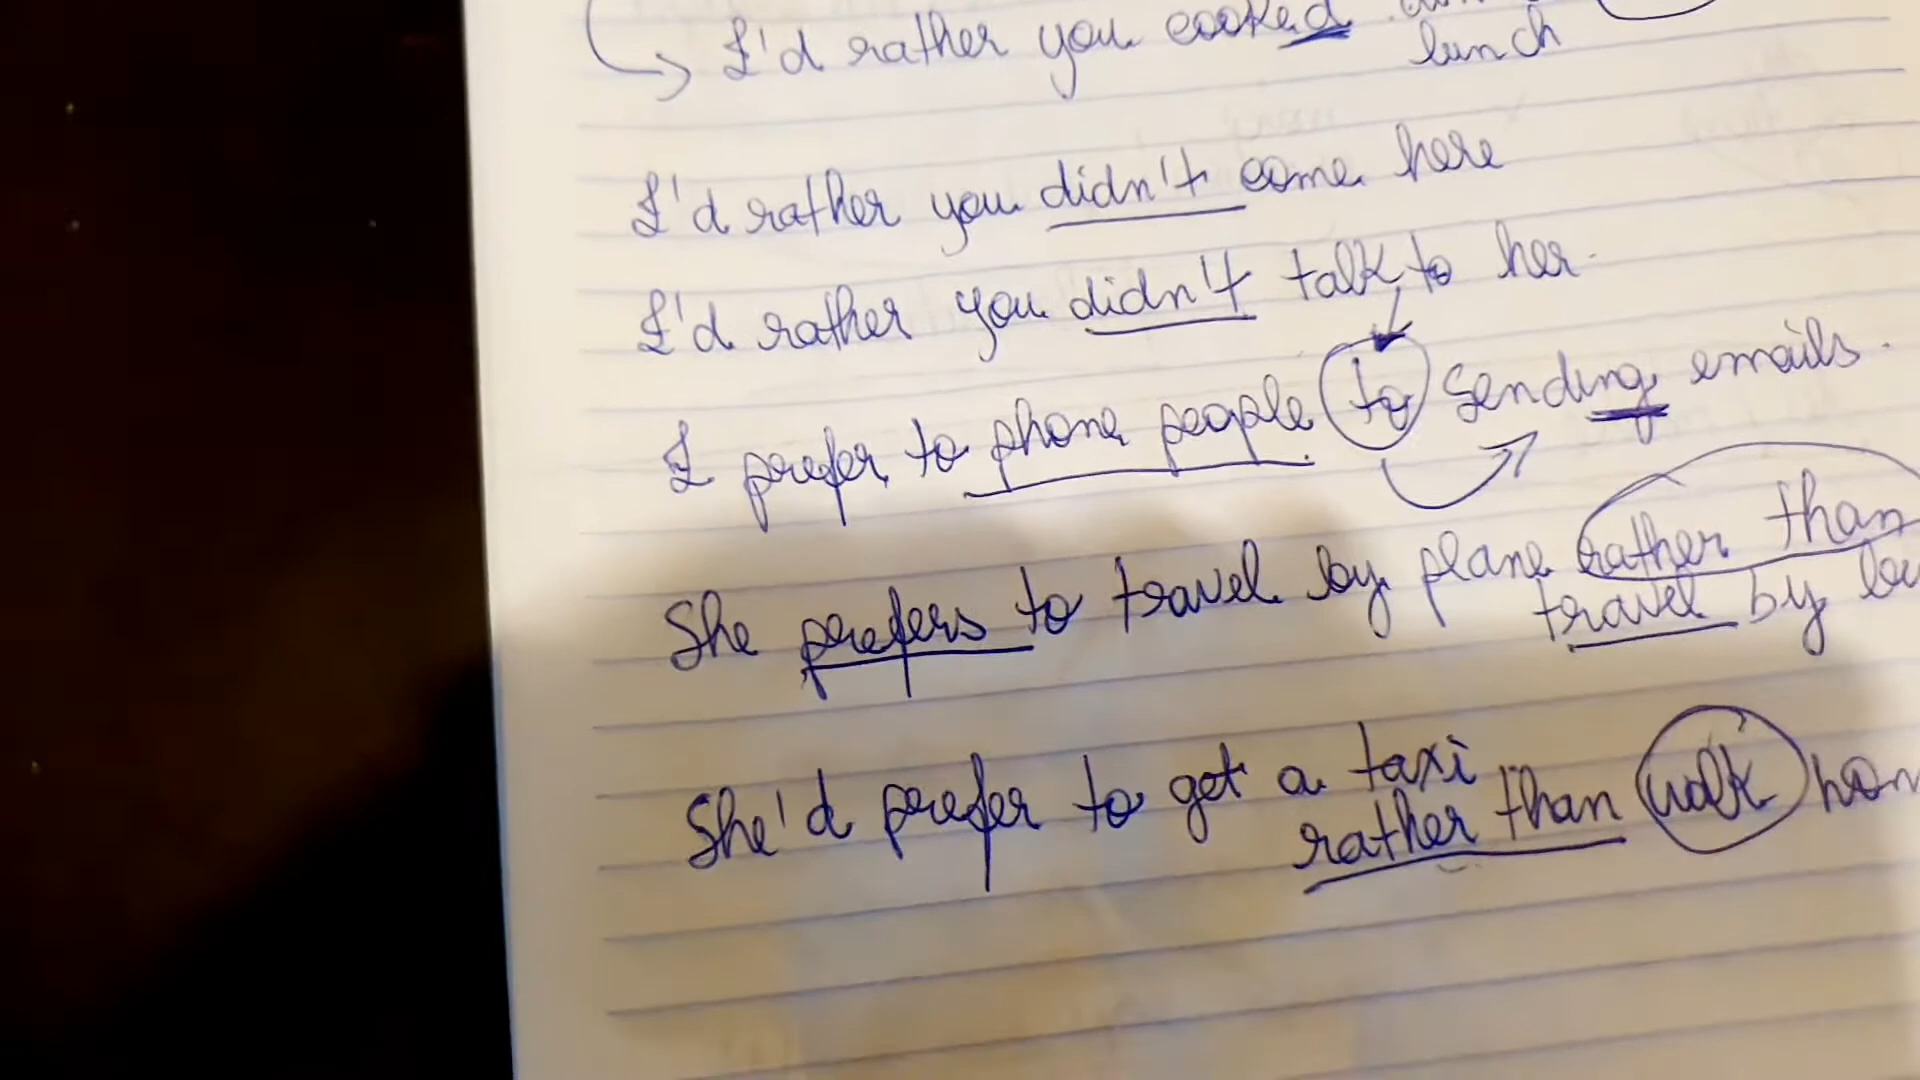 I'd rather you cooked
lunch
I'd rather you didn't come here
I'd rather you didn't talk to her.
I prefer to phone people to sending emails.
She prefers to travel by plane rather than
travel by
She'd prefer to get a taxi
rather than walk